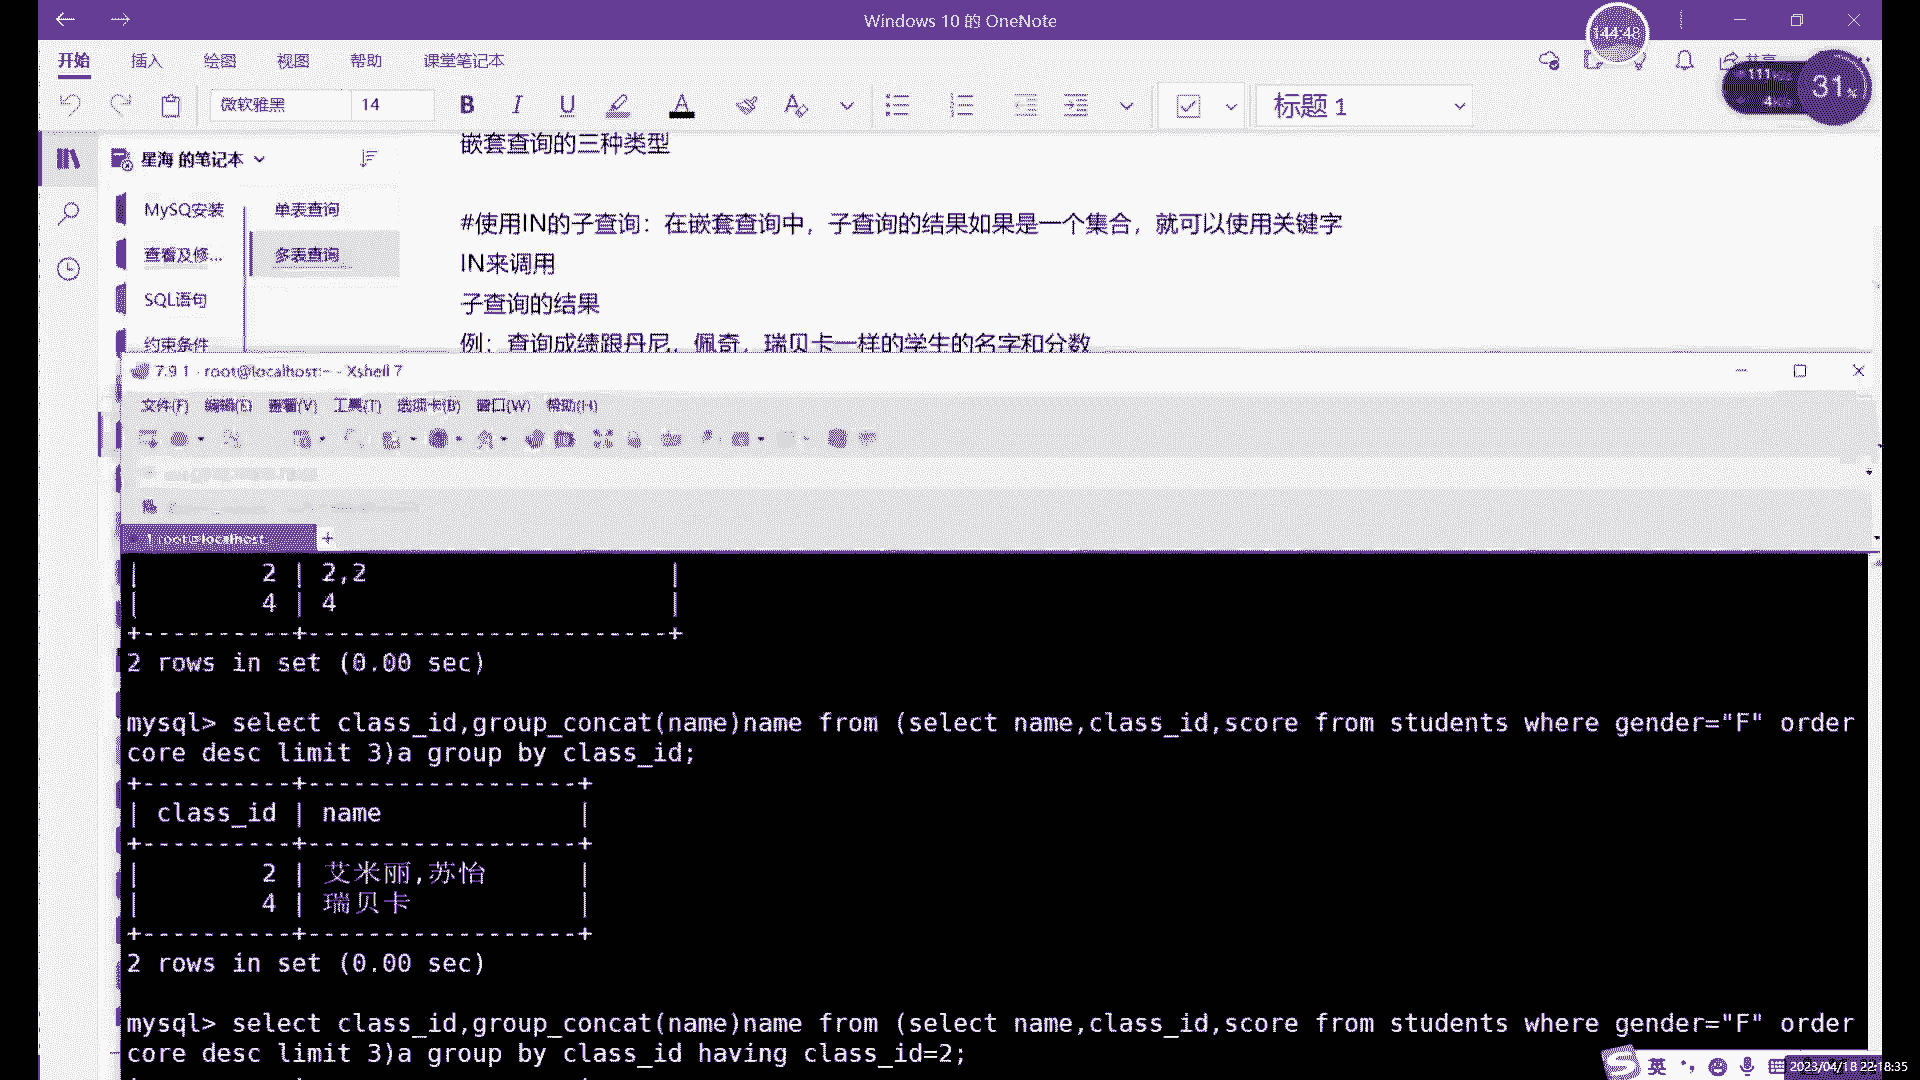 Windows 10 的 OneNote
144:48
开始 插入 绘图 视图 帮助 课堂笔记本 共享
微软雅黑 14 B I U A 标题 1
31%
嵌套查询的三种类型
星海 的笔记本
MySQ安装 单表查询
#使用IN的子查询：在嵌套查询中，子查询的结果如果是一个集合，就可以使用关键字
查看及修... 多表查询
IN来调用
SQL语句
子查询的结果
约束条件
例：查询成绩跟丹尼，佩奇，瑞贝卡一样的学生的名字和分数
7.9 1 - root@localhost:~ - Xshell 7
文件(F) 编辑(E) 查看(V) 工具(T) 选项卡(B) 窗口(W) 帮助(H)
1 root@localhost +
| 2 | 2,2 |
| 4 | 4 |
+----------+------------------------+
2 rows in set (0.00 sec)
mysql> select class_id,group_concat(name)name from (select name,class_id,score from students where gender="F" order
core desc limit 3)a group by class_id;
+----------+------------------+
| class_id | name |
+----------+------------------+
| 2 | 艾米丽,苏怡 |
| 4 | 瑞贝卡 |
+----------+------------------+
2 rows in set (0.00 sec)
mysql> select class_id,group_concat(name)name from (select name,class_id,score from students where gender="F" order
core desc limit 3)a group by class_id having class_id=2;
英
2023/04/18 22:18:35